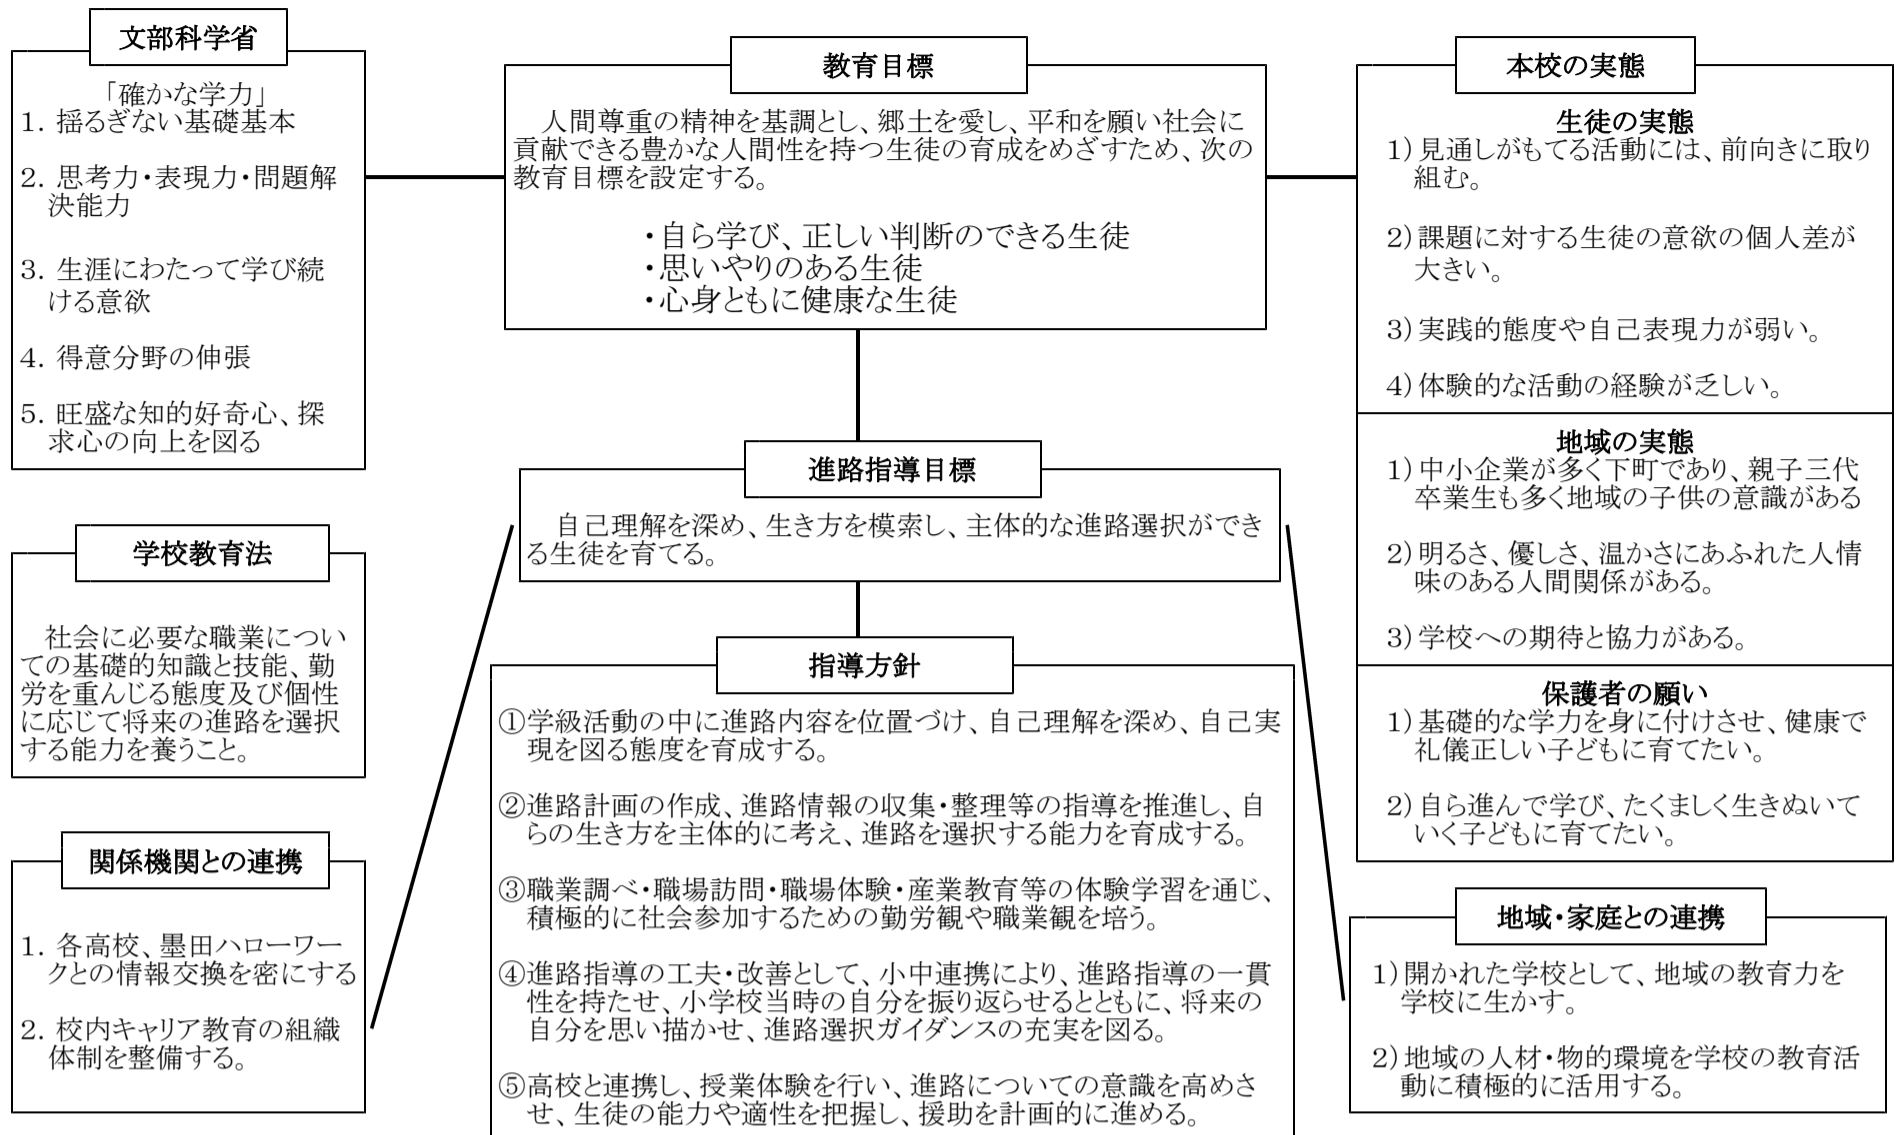 文部科学省
「確かな学力」
1. 揺るぎない基礎基本
2. 思考力・表現力・問題解
決能力
3. 生涯にわたって学び続
ける意欲
4. 得意分野の伸張
5. 旺盛な知的好奇心、探
求心の向上を図る
学校教育法
社会に必要な職業につい
ての基礎的知識と技能、勤
労を重んじる態度及び個性
に応じて将来の進路を選択
する能力を養うこと。
関係機関との連携
1. 各高校、墨田ハローワー
クとの情報交換を密にする
2. 校内キャリア教育の組織
体制を整備する。
教育目標
人間尊重の精神を基調とし、郷土を愛し、平和を願い社会に
貢献できる豊かな人間性を持つ生徒の育成をめざすため、次の
教育目標を設定する。
・自ら学び、正しい判断のできる生徒
・思いやりのある生徒
・心身ともに健康な生徒
進路指導目標
自己理解を深め、生き方を模索し、主体的な進路選択ができ
る生徒を育てる。
指導方針
①学級活動の中に進路内容を位置づけ、自己理解を深め、自己実
現を図る態度を育成する。
②進路計画の作成、進路情報の収集・整理等の指導を推進し、自
らの生き方を主体的に考え、進路を選択する能力を育成する。
③職業調べ・職場訪問・職場体験・産業教育等の体験学習を通じ、
積極的に社会参加するための勤労観や職業観を培う。
④進路指導の工夫・改善として、小中連携により、進路指導の一貫
性を持たせ、小学校当時の自分を振り返らせるとともに、将来の
自分を思い描かせ、進路選択ガイダンスの充実を図る。
⑤高校と連携し、授業体験を行い、進路についての意識を高めさ
せ、生徒の能力や適性を把握し、援助を計画的に進める。
本校の実態
生徒の実態
1)見通しがもてる活動には、前向きに取り
組む。
2)課題に対する生徒の意欲の個人差が
大きい。
3)実践的態度や自己表現力が弱い。
4)体験的な活動の経験が乏しい。
地域の実態
1)中小企業が多く下町であり、親子三代
卒業生も多く地域の子供の意識がある
2)明るさ、優しさ、温かさにあふれた人情
味のある人間関係がある。
3)学校への期待と協力がある。
保護者の願い
1)基礎的な学力を身に付けさせ、健康で
礼儀正しい子どもに育てたい。
2)自ら進んで学び、たくましく生きぬいて
いく子どもに育てたい。
地域・家庭との連携
1)開かれた学校として、地域の教育力を
学校に生かす。
2)地域の人材・物的環境を学校の教育活
動に積極的に活用する。